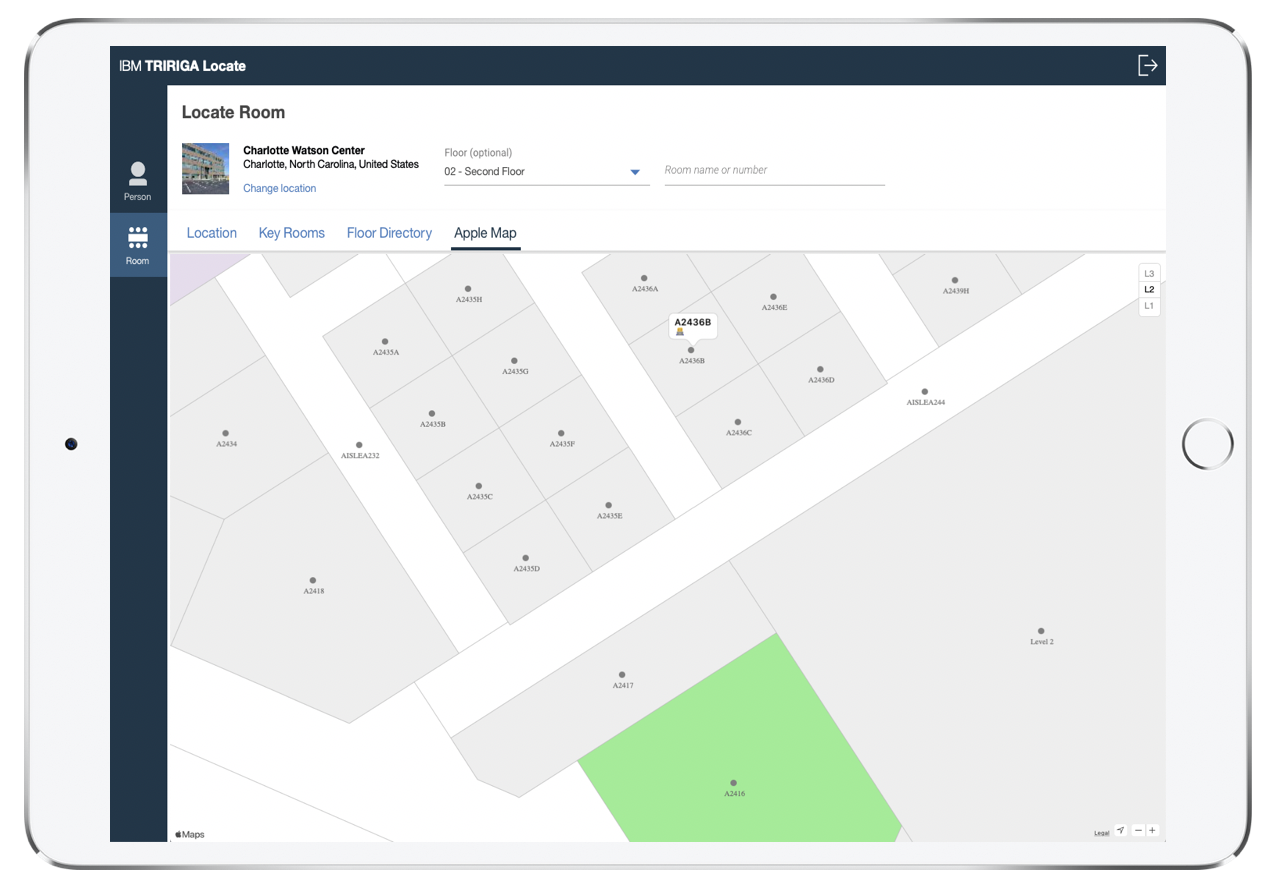 IBM TRIRIGA Locate
Locate Room
Charlotte Watson Center
Charlotte, North Carolina, United States
Change location
Floor (optional)
02 - Second Floor
Room name or number
Person
Room
Location
Key Rooms
Floor Directory
Apple Map
L3
L2
L1
A2436A
A2439H
A2435H
A2436E
A2436B
A2435A
A2436B
A2435G
A2436D
AISLEA244
A2435B
A2436C
A2434
A2435F
AISLEA232
A2435C
A2435E
A2435D
A2418
Level 2
A2417
A2416
Maps
Legal